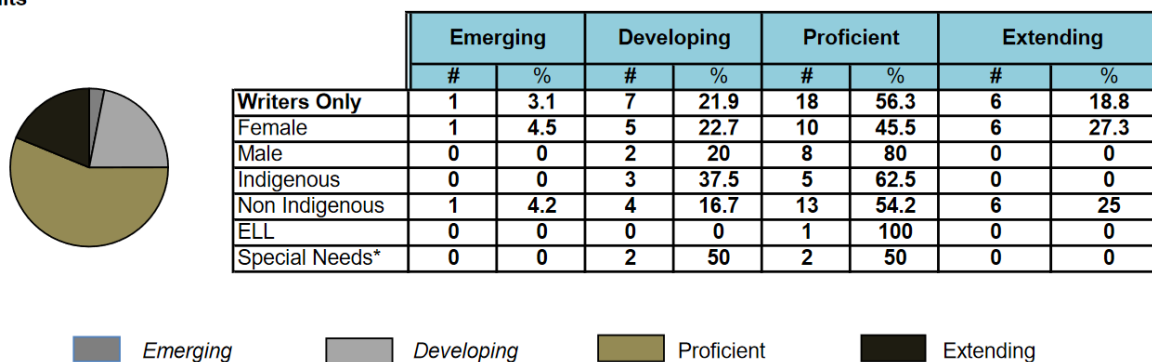 Emerging Developing Proficient Extending
# % # % # % # %
Writers Only 1 3.1 7 21.9 18 56.3 6 18.8
Female 1 4.5 5 22.7 10 45.5 6 27.3
Male 0 0 2 20 8 80 0 0
Indigenous 0 0 3 37.5 5 62.5 0 0
Non Indigenous 1 4.2 4 16.7 13 54.2 6 25
ELL 0 0 0 0 1 100 0 0
Special Needs* 0 0 2 50 2 50 0 0
Emerging Developing Proficient Extending